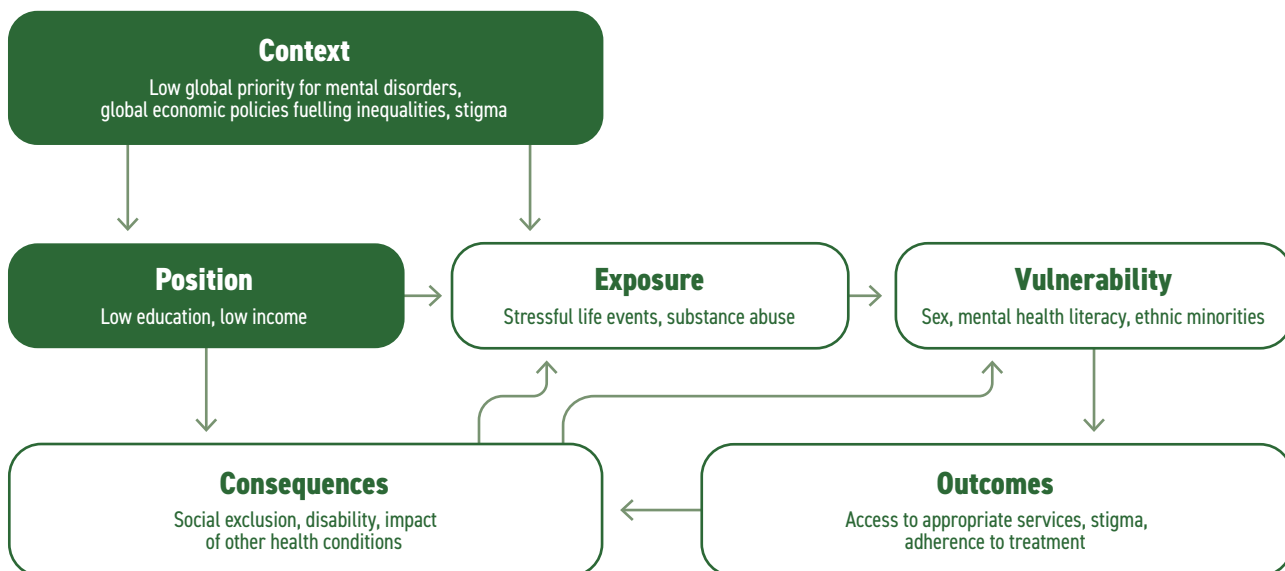 Context
Low global priority for mental disorders,
global economic policies fuelling inequalities, stigma
Position
Low education, low income
Exposure
Stressful life events, substance abuse
Vulnerability
Sex, mental health literacy, ethnic minorities
Consequences
Social exclusion, disability, impact
of other health conditions
Outcomes
Access to appropriate services, stigma,
adherence to treatment